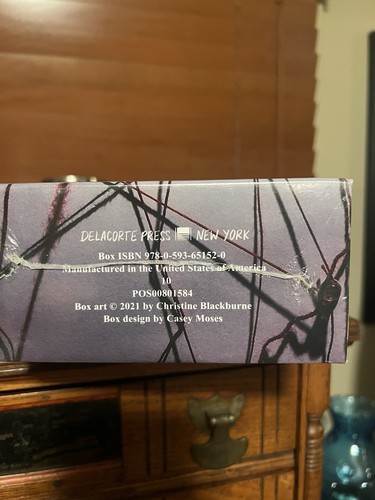 DELACORTE PRESS NEW YORK
Box ISBN 978-0-593-65152-0
Manufactured in the United States of America
10
POS00801584
Box art © 2021 by Christine Blackburne
Box design by Casey Moses